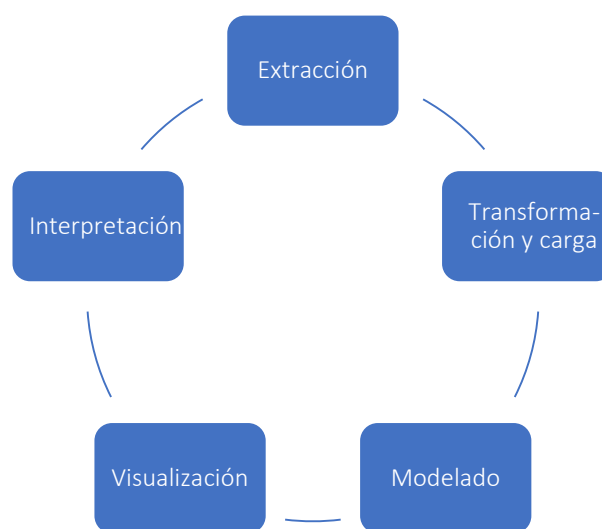 Extracción
Transforma-
ción y carga
Modelado
Visualización
Interpretación